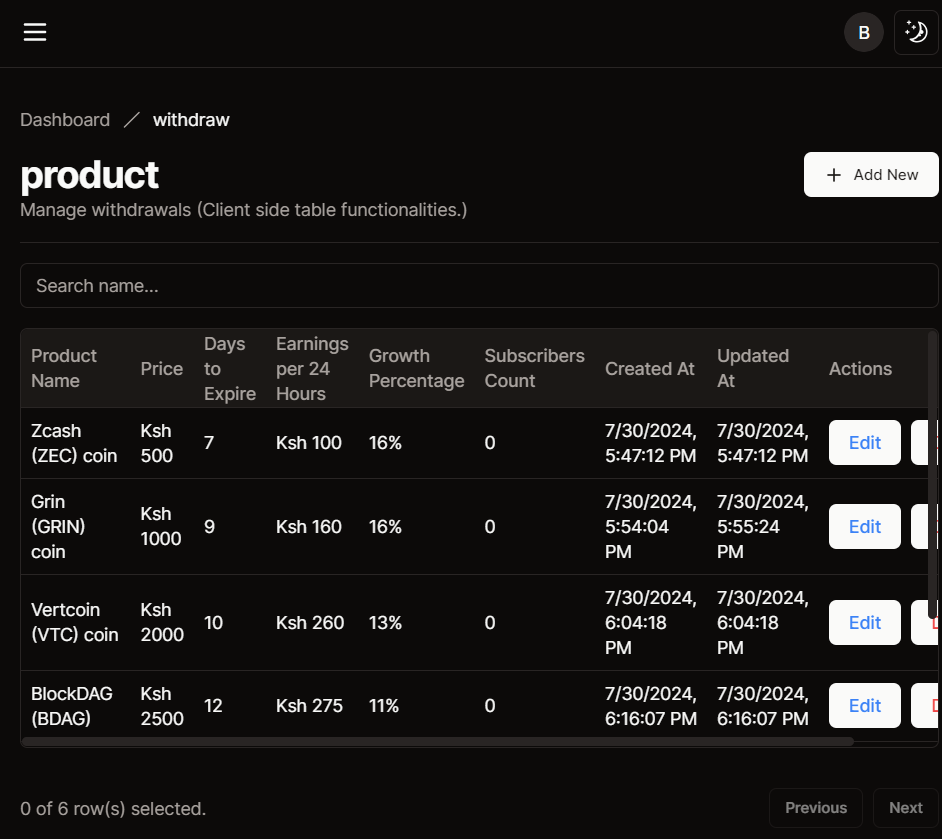 B
Dashboard / withdraw
product
Add New
Manage withdrawals (Client side table functionalities.)
Search name...
Product Name
Price
Days to Expire
Earnings per 24 Hours
Growth Percentage
Subscribers Count
Created At
Updated At
Actions
Zcash (ZEC) coin
Ksh 500
7
Ksh 100
16%
0
7/30/2024, 5:47:12 PM
7/30/2024, 5:47:12 PM
Edit
Grin (GRIN) coin
Ksh 1000
9
Ksh 160
16%
0
7/30/2024, 5:54:04 PM
7/30/2024, 5:55:24 PM
Edit
Vertcoin (VTC) coin
Ksh 2000
10
Ksh 260
13%
0
7/30/2024, 6:04:18 PM
7/30/2024, 6:04:18 PM
Edit
BlockDAG (BDAG)
Ksh 2500
12
Ksh 275
11%
0
7/30/2024, 6:16:07 PM
7/30/2024, 6:16:07 PM
Edit
0 of 6 row(s) selected.
Previous
Next